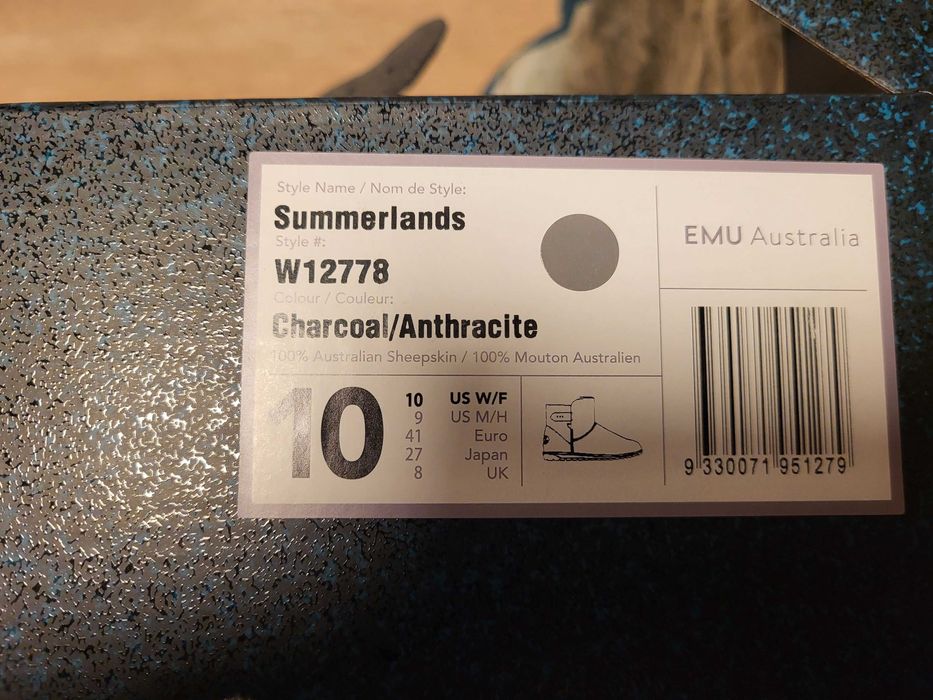 Style Name / Nom de Style:
Summerlands
Style #:
W12778
Colour / Couleur:
Charcoal/Anthracite
100% Australian Sheepskin / 100% Mouton Australien
10
10 US W/F
9 US M/H
41 Euro
27 Japan
8 UK
EMU Australia
9 330071 951279